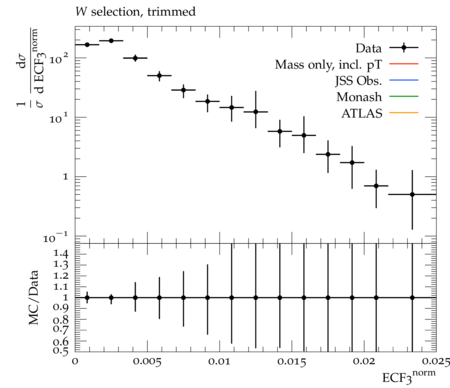 W selection, trimmed
1/σ dσ/d ECF3^norm
10^2
10^1
1
10^−1
Data
Mass only, incl. pT
JSS Obs.
Monash
ATLAS
MC/Data
1.4
1.3
1.2
1.1
1
0.9
0.8
0.7
0.6
0.5
0
0.005
0.01
0.015
0.02
0.025
ECF3^norm